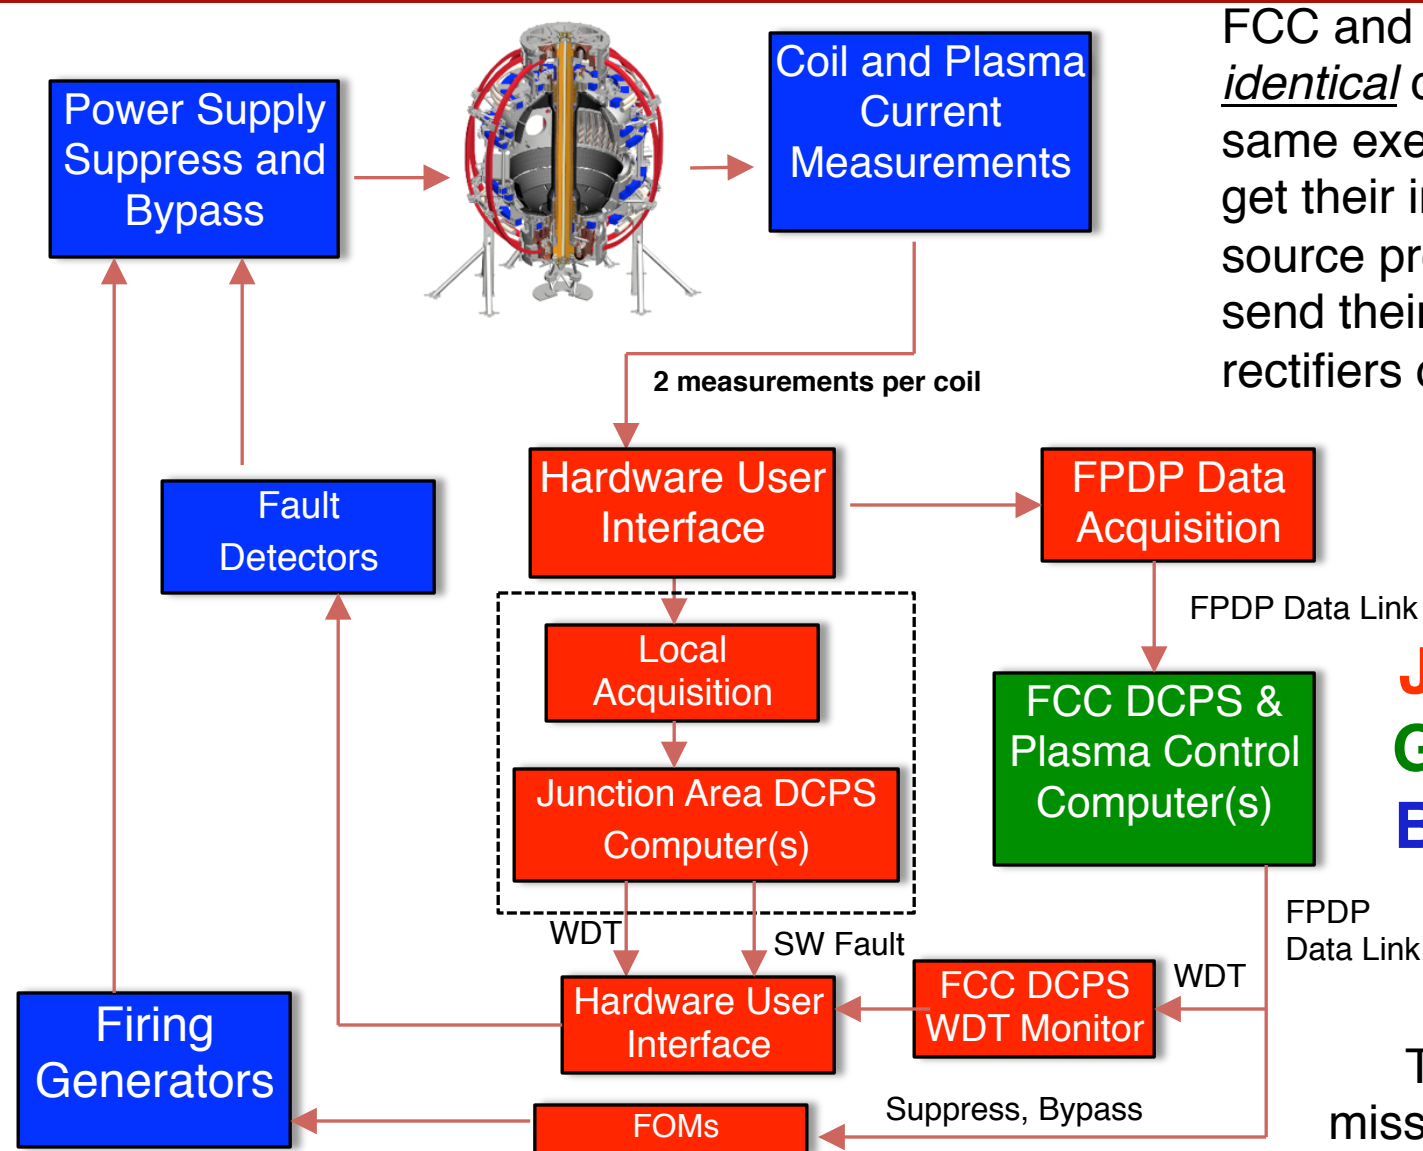 FCC and
identical
same exe
get their i
source pr
send their
rectifiers
Power Supply
Suppress and
Bypass
Coil and Plasma
Current
Measurements
2 measurements per coil
Hardware User
Interface
FPDP Data
Acquisition
Fault
Detectors
FPDP Data Link
Local
Acquisition
FCC DCPS &
Plasma Control
Computer(s)
J
G
B
Junction Area DCPS
Computer(s)
WDT
SW Fault
FPDP
Data Link
Hardware User
Interface
FCC DCPS
WDT Monitor
WDT
Firing
Generators
FOMs
Suppress, Bypass
T
miss